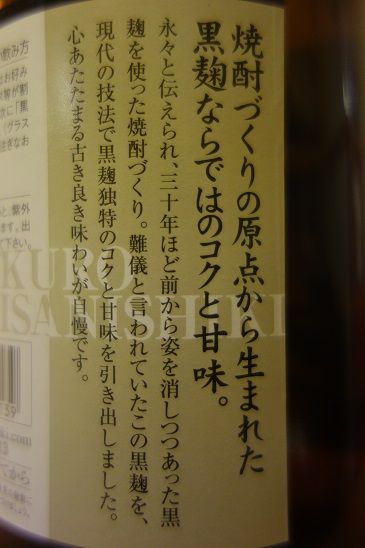 焼酎づくりの原点から生まれた
黒麹ならではのコクと甘味。
永々と伝えられ、三十年ほど前から姿を消しつつあった黒
麹を使った焼酎づくり。難儀と言われていたこの黒麹を、
現代の技法で黒麹独特のコクと甘味を引き出しました。
心あたたまる古き良き味わいが自慢です。
KURO
ISANISHIKI
飲み方